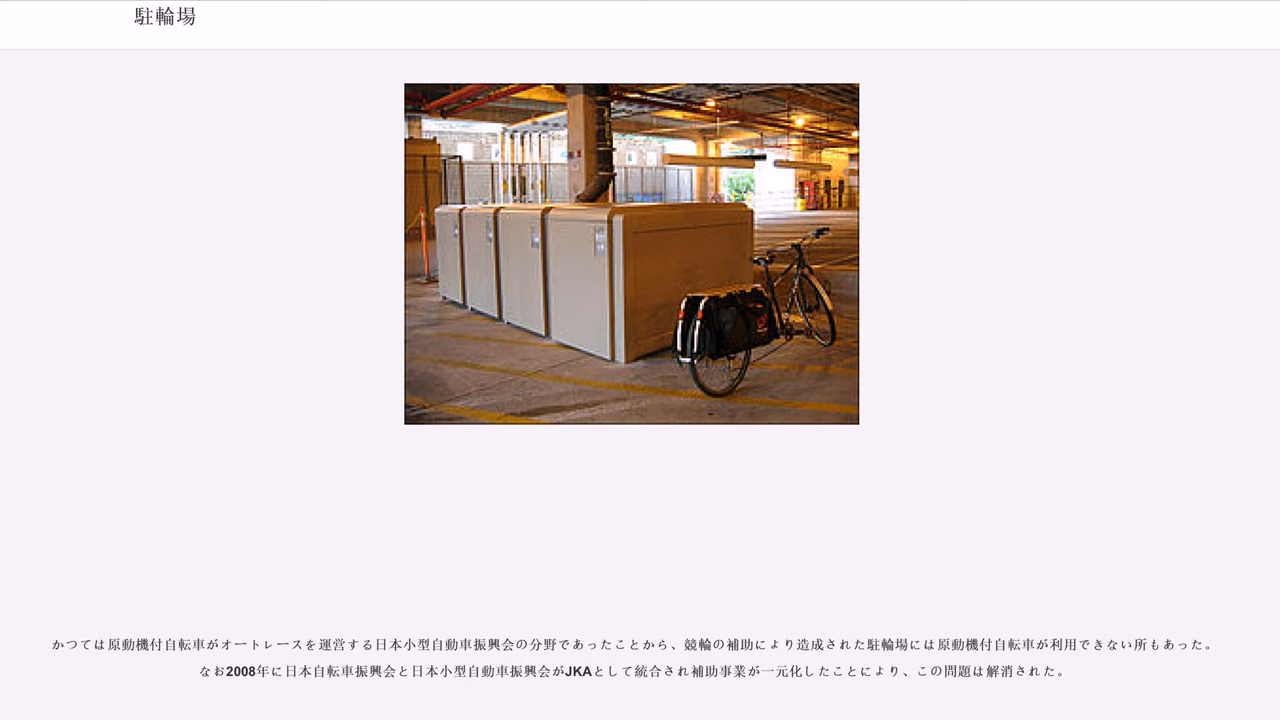 駐輪場
かつては原動機付自転車がオートレースを運営する日本小型自動車振興会の分野であったことから、競輪の補助により造成された駐輪場には原動機付自転車が利用できない所もあった。
なお2008年に日本自転車振興会と日本小型自動車振興会がJKAとして統合され補助事業が一元化したことにより、この問題は解消された。